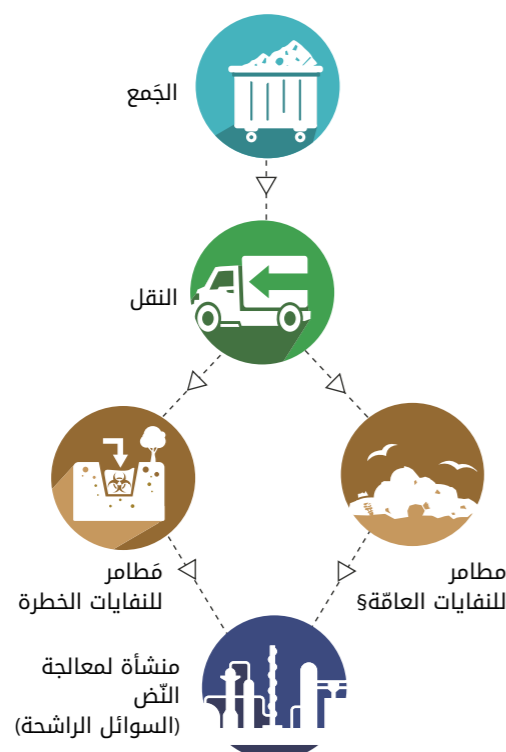 الجَمع
النقل
مطامر
للنفايات العامّة§
مَطامر
للنفايات الخطرة
منشأة لمعالجة
النّض
(السوائل الراشحة)